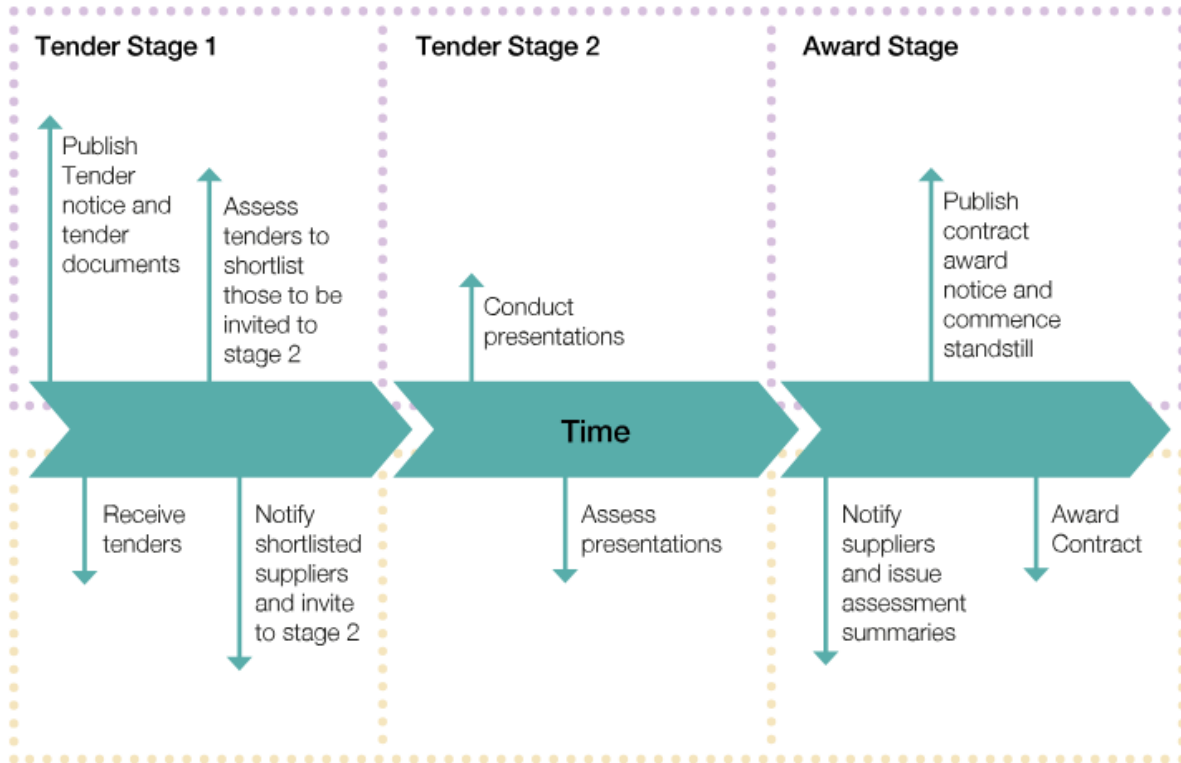 Tender Stage 1
Publish
Tender
notice and
tender
documents
Assess
tenders to
shortlist
those to be
invited to
stage 2
Receive
tenders
Notify
shortlisted
suppliers
and invite
to stage 2
Tender Stage 2
Conduct
presentations
Time
Assess
presentations
Award Stage
Publish
contract
award
notice and
commence
standstill
Notify
suppliers
and issue
assessment
summaries
Award
Contract